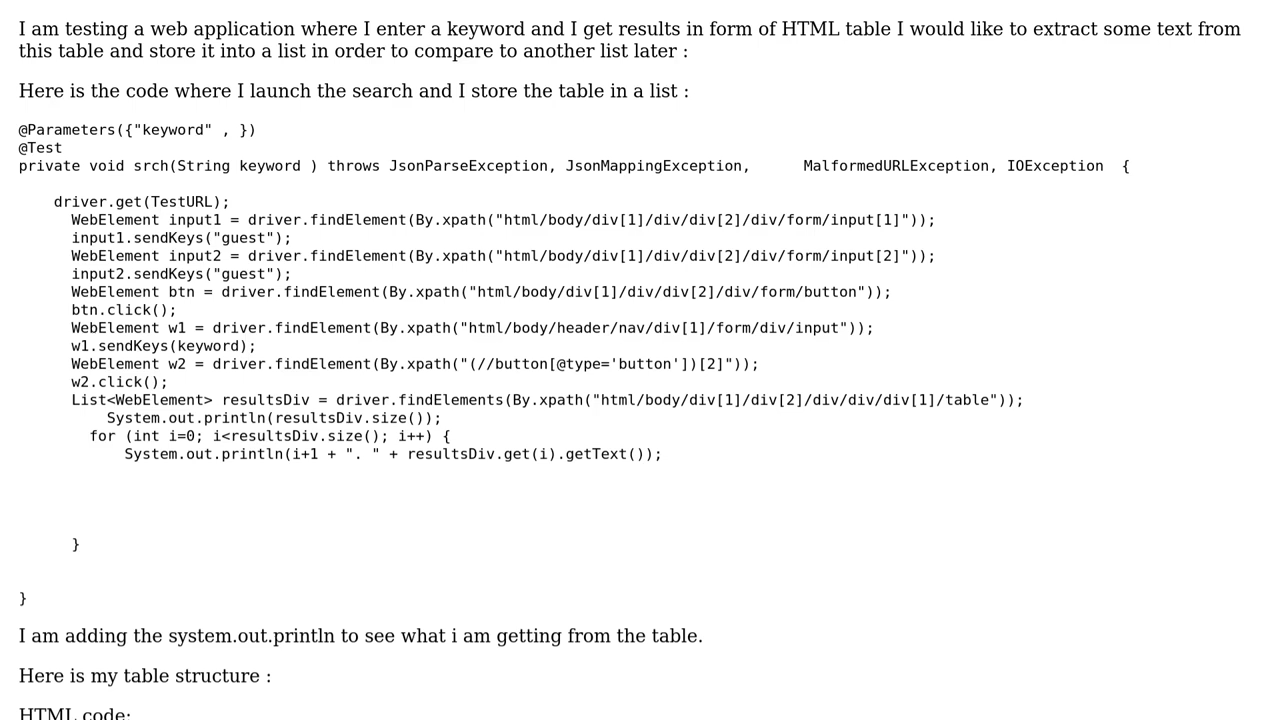 I am testing a web application where I enter a keyword and I get results in form of HTML table I would like to extract some text from
this table and store it into a list in order to compare to another list later :
Here is the code where I launch the search and I store the table in a list :
@Parameters({"keyword" , })
@Test
private void srch(String keyword ) throws JsonParseException, JsonMappingException,      MalformedURLException, IOException  {
    driver.get(TestURL);
      WebElement input1 = driver.findElement(By.xpath("html/body/div[1]/div/div[2]/div/form/input[1]"));
      input1.sendKeys("guest");
      WebElement input2 = driver.findElement(By.xpath("html/body/div[1]/div/div[2]/div/form/input[2]"));
      input2.sendKeys("guest");
      WebElement btn = driver.findElement(By.xpath("html/body/div[1]/div/div[2]/div/form/button"));
      btn.click();
      WebElement w1 = driver.findElement(By.xpath("html/body/header/nav/div[1]/form/div/input"));
      w1.sendKeys(keyword);
      WebElement w2 = driver.findElement(By.xpath("(//button[@type='button'])[2]"));
      w2.click();
      List<WebElement> resultsDiv = driver.findElements(By.xpath("html/body/div[1]/div[2]/div/div/div[1]/table"));
          System.out.println(resultsDiv.size());
        for (int i=0; i<resultsDiv.size(); i++) {
            System.out.println(i+1 + ". " + resultsDiv.get(i).getText());
      }
}
I am adding the system.out.println to see what i am getting from the table.
Here is my table structure :
HTML code: